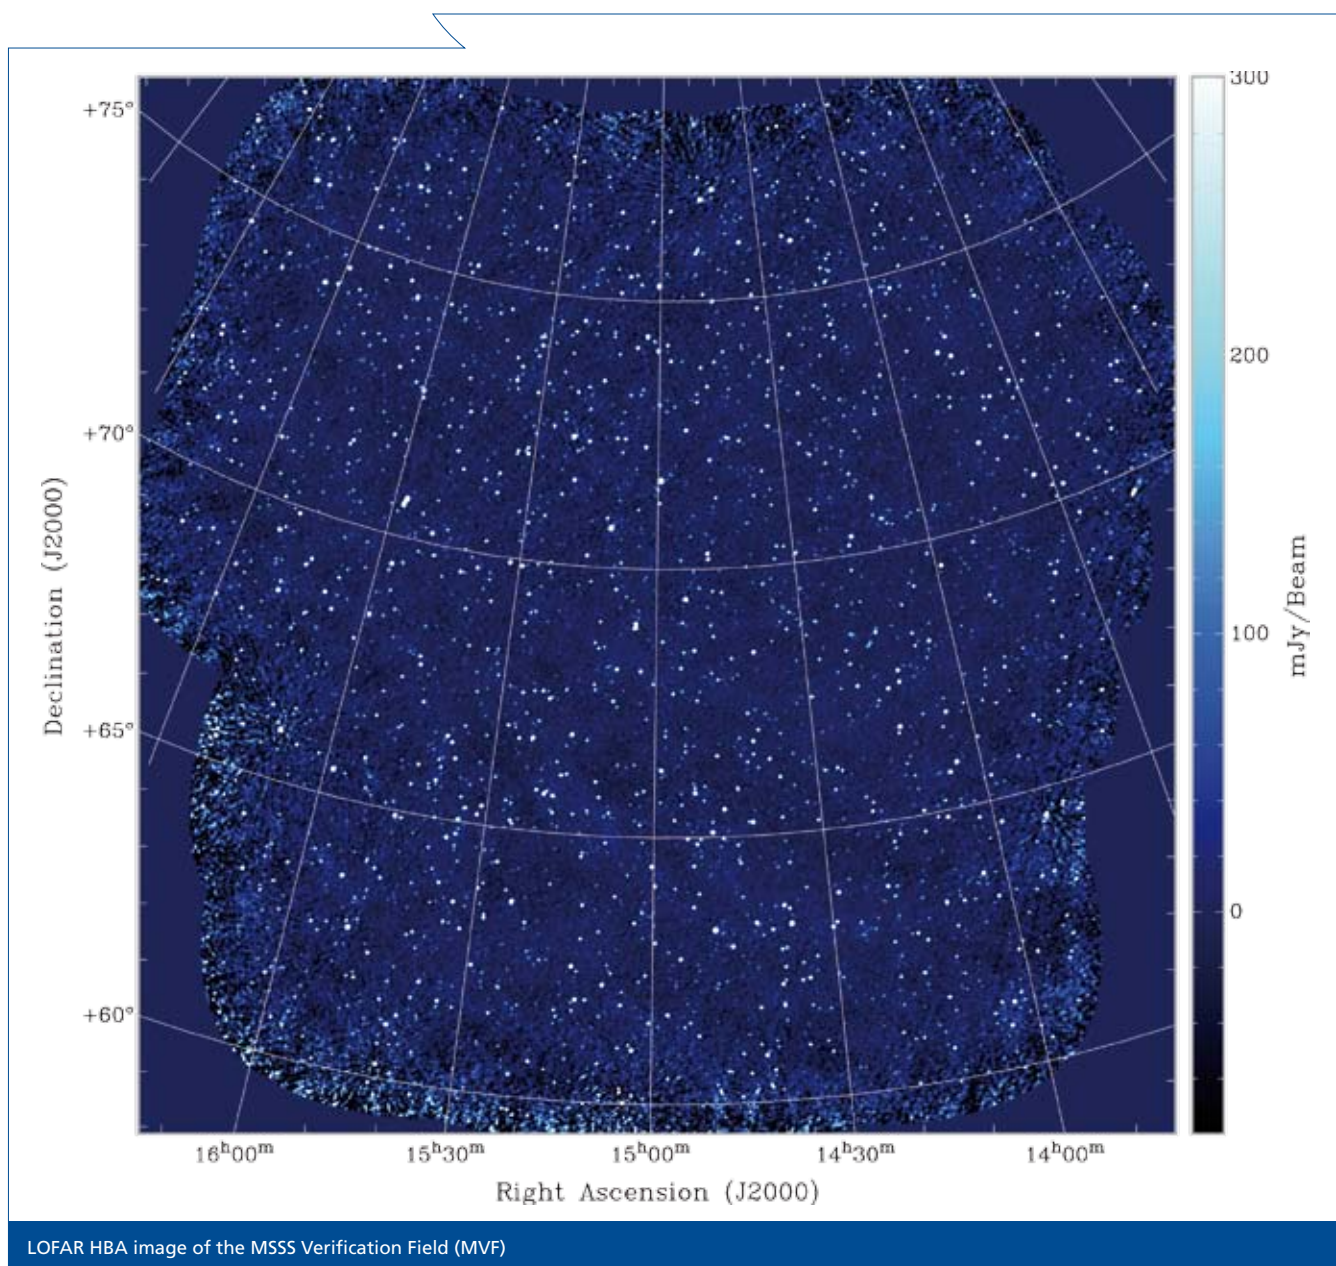 300
+75°
200
+70°
Declination (J2000)
mJy/Beam
100
+65°
0
+60°
16ʰ00ᵐ 15ʰ30ᵐ 15ʰ00ᵐ 14ʰ30ᵐ 14ʰ00ᵐ
Right Ascension (J2000)
LOFAR HBA image of the MSSS Verification Field (MVF)